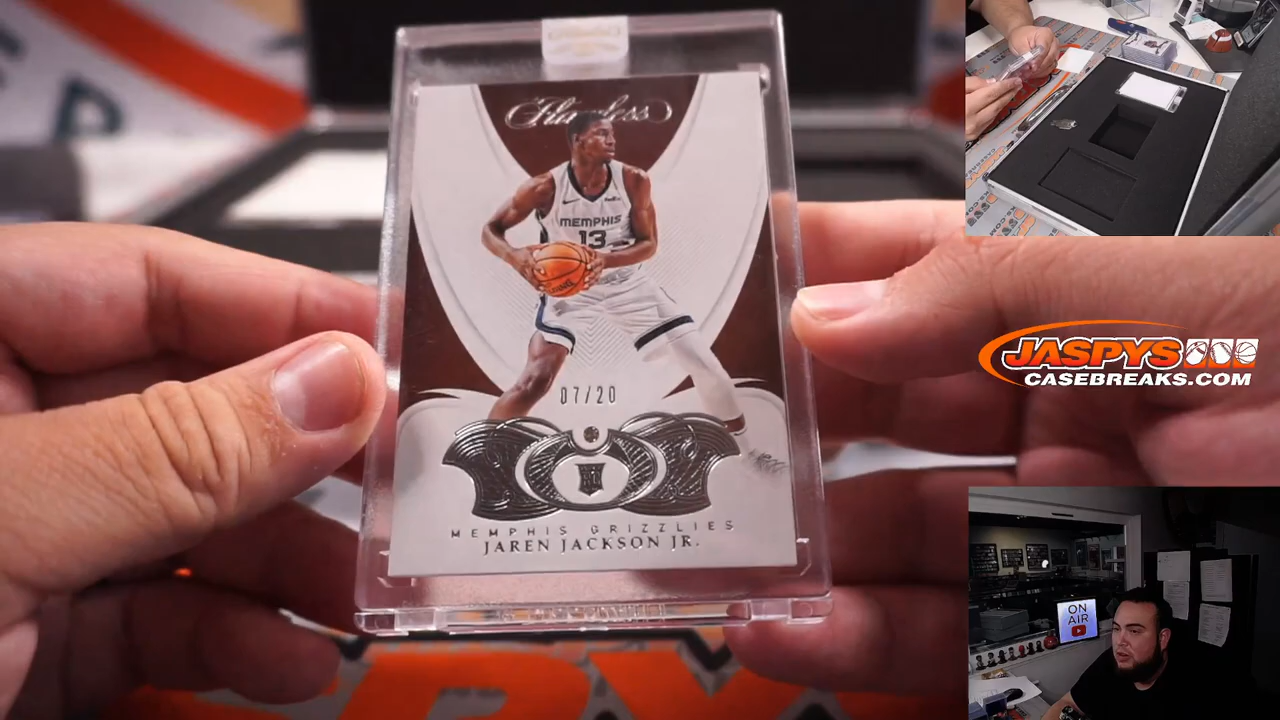 Flawless
MEMPHIS
13
07/20
MEMPHIS GRIZZLIES
JAREN JACKSON JR.
JASPYS
CASEBREAKS.COM
ON
AIR